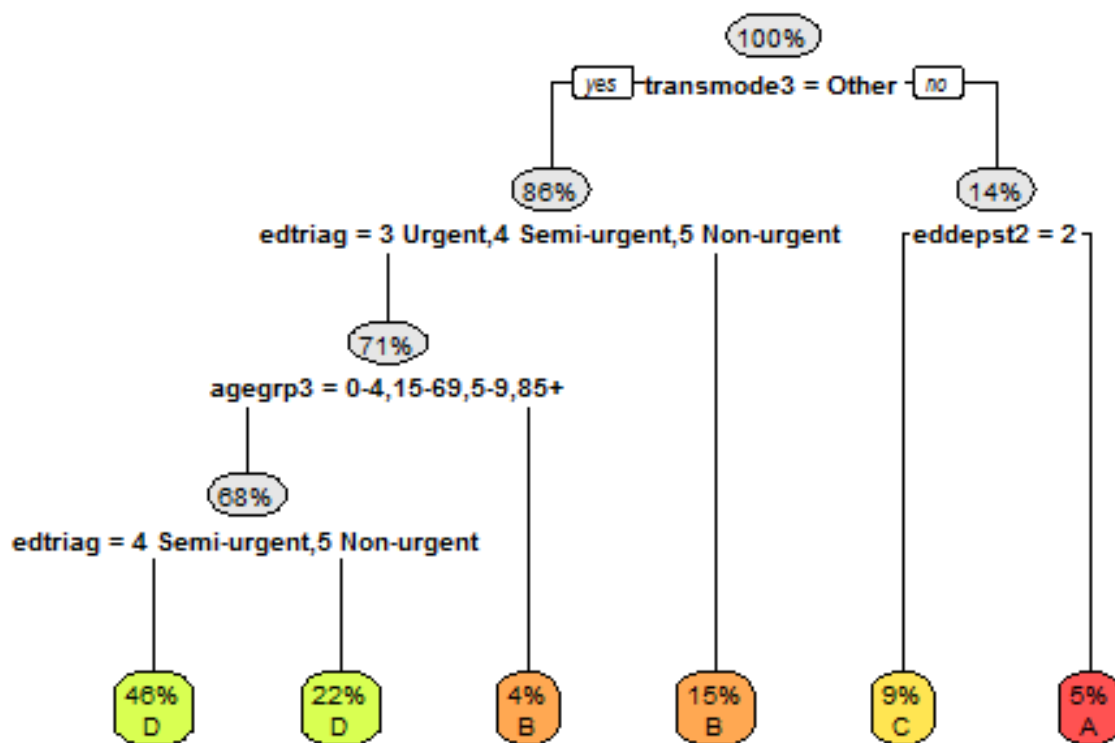 100%
yes transmode3 = Other no
86% 14%
edtriag = 3 Urgent,4 Semi-urgent,5 Non-urgent eddepst2 = 2
71%
agegrp3 = 0-4,15-69,5-9,85+
68%
edtriag = 4 Semi-urgent,5 Non-urgent
46% 22% 4% 15% 9% 5%
D D B B C A